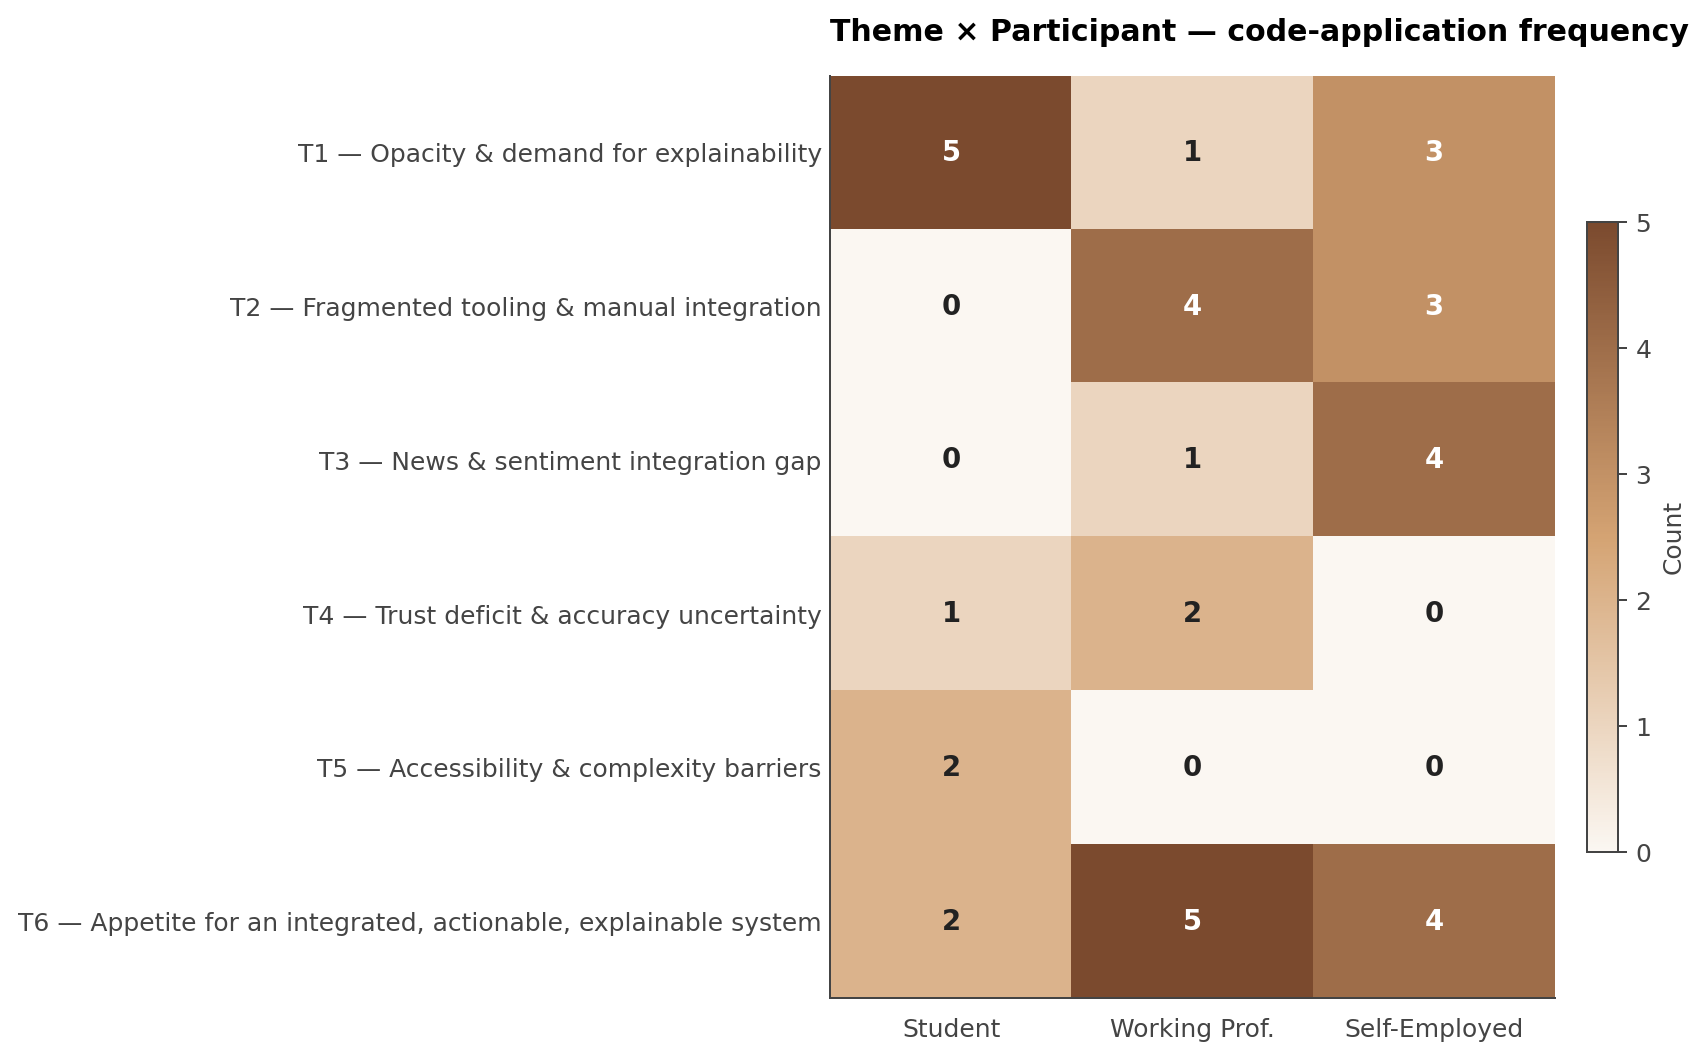 Theme × Participant — code-application frequency
T1 — Opacity & demand for explainability
5 1 3
T2 — Fragmented tooling & manual integration
0 4 3
T3 — News & sentiment integration gap
0 1 4
T4 — Trust deficit & accuracy uncertainty
1 2 0
T5 — Accessibility & complexity barriers
2 0 0
T6 — Appetite for an integrated, actionable, explainable system
2 5 4
Student Working Prof. Self-Employed
5
4
3
2
1
0
Count